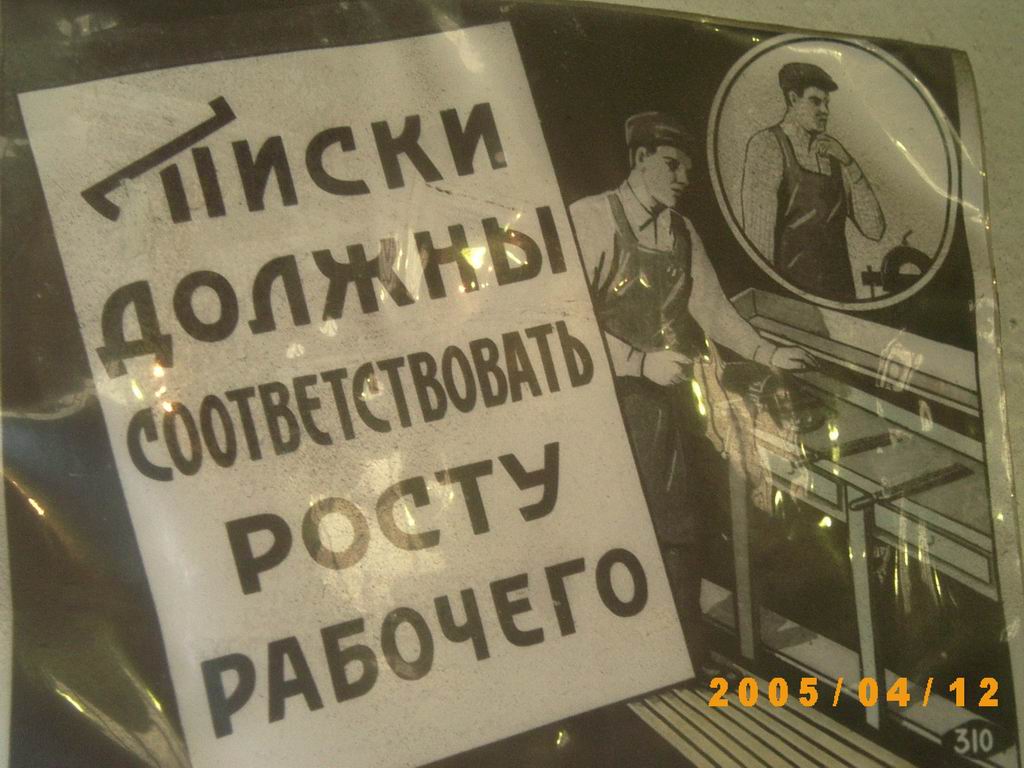 ТИСКИ
ДОЛЖНЫ
СООТВЕТСТВОВАТЬ
РОСТУ
РАБОЧЕГО
2005/04/12
310